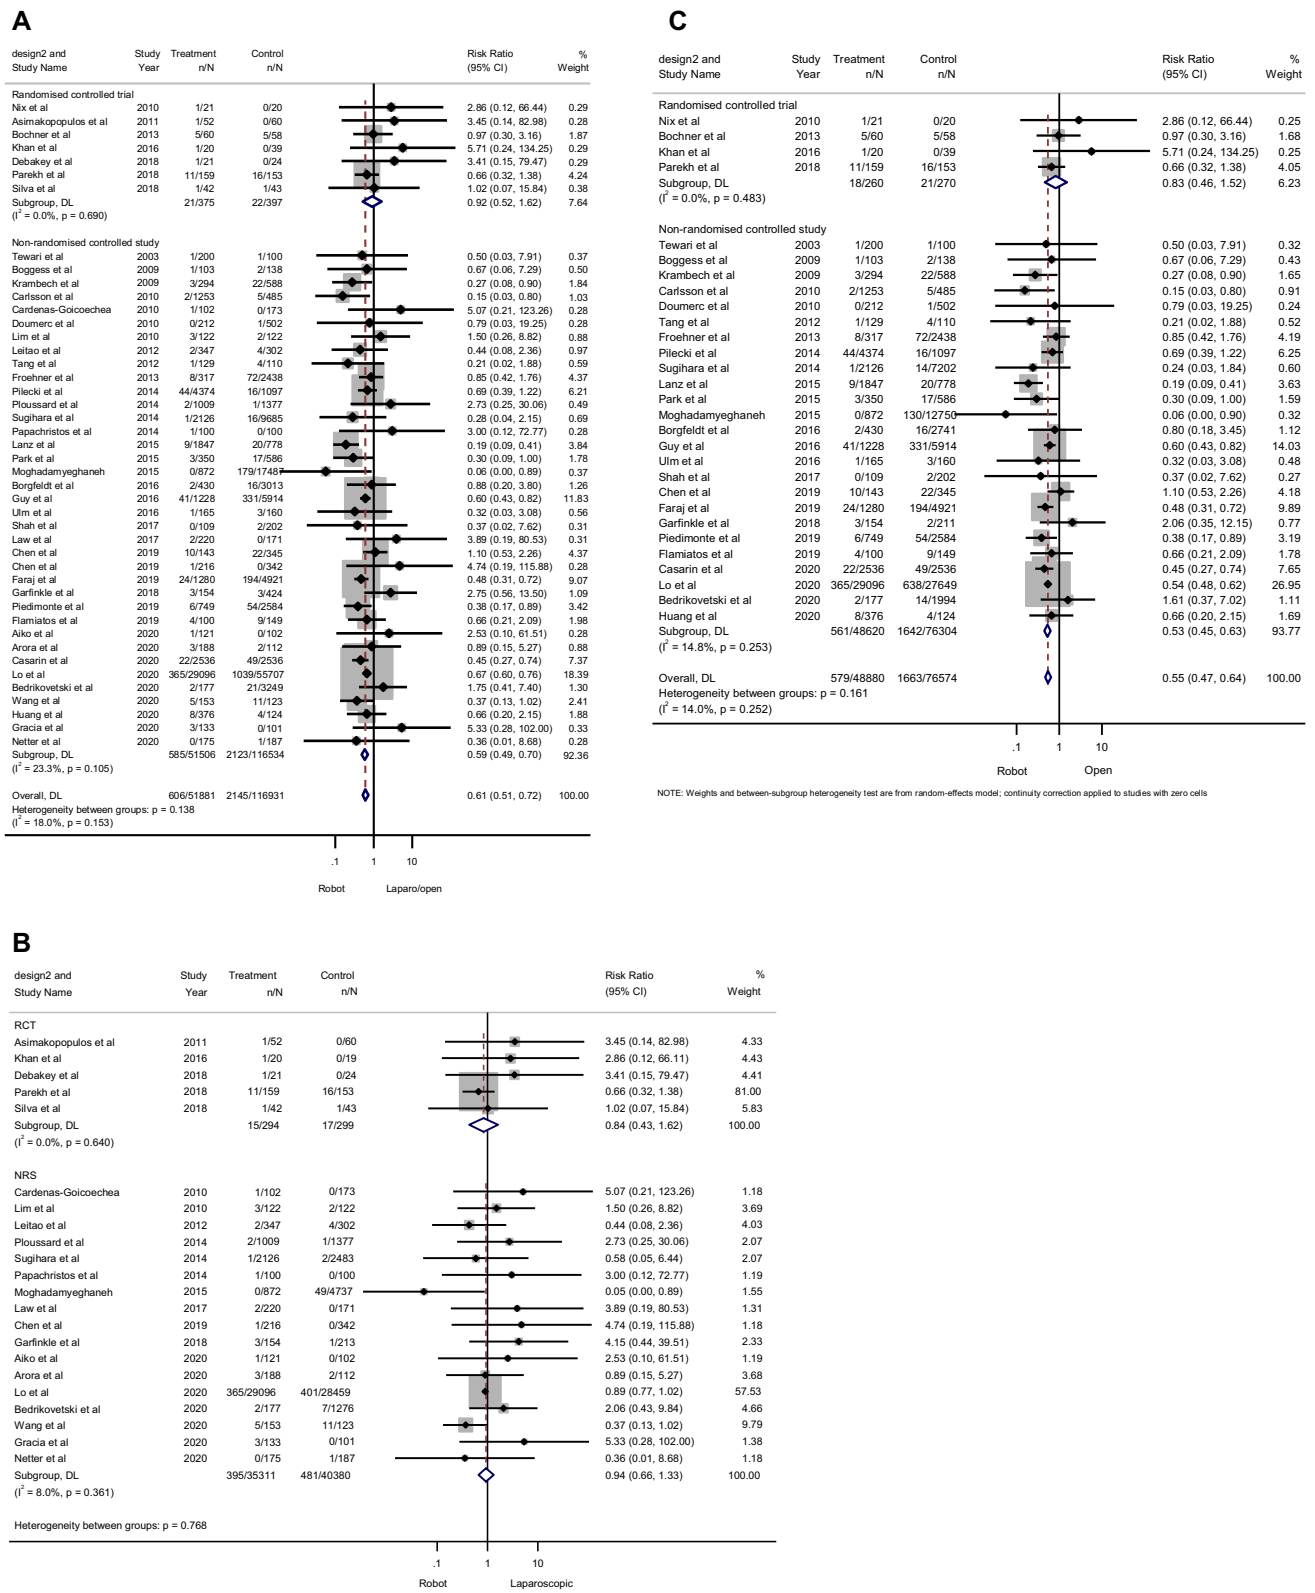 A
design2 and Study Treatment Control Risk Ratio %
Study Name Year n/N n/N (95% CI) Weight
Randomised controlled trial
Nix et al 2010 1/21 0/20 2.86 (0.12, 66.44) 0.29
Asimakopopulos et al 2011 1/52 0/60 3.45 (0.14, 82.98) 0.28
Bochner et al 2013 5/60 5/58 0.97 (0.30, 3.16) 1.87
Khan et al 2016 1/20 0/39 5.71 (0.24, 134.25) 0.29
Debakey et al 2018 1/21 0/24 3.41 (0.15, 79.47) 0.29
Parekh et al 2018 11/159 16/153 0.66 (0.32, 1.38) 4.24
Silva et al 2018 1/42 1/43 1.02 (0.07, 15.84) 0.38
Subgroup, DL 21/375 22/397 0.92 (0.52, 1.62) 7.64
(I² = 0.0%, p = 0.690)
Non-randomised controlled study
Tewari et al 2003 1/200 1/100 0.50 (0.03, 7.91) 0.37
Boggess et al 2009 1/103 2/138 0.67 (0.06, 7.29) 0.50
Krambech et al 2009 3/294 22/588 0.27 (0.08, 0.90) 1.84
Carlsson et al 2010 2/1253 5/485 0.15 (0.03, 0.80) 1.03
Cardenas-Goicoechea 2010 1/102 0/173 5.07 (0.21, 123.26) 0.28
Doumerc et al 2010 0/212 1/502 0.79 (0.03, 19.25) 0.28
Lim et al 2010 3/122 2/122 1.50 (0.26, 8.82) 0.88
Leitao et al 2012 2/347 4/302 0.44 (0.08, 2.36) 0.97
Tang et al 2012 1/129 4/110 0.21 (0.02, 1.88) 0.59
Froehner et al 2013 8/317 72/2438 0.85 (0.42, 1.76) 4.37
Pilecki et al 2014 44/4374 16/1097 0.69 (0.39, 1.22) 6.21
Ploussard et al 2014 2/1009 1/1377 2.73 (0.25, 30.06) 0.49
Sugihara et al 2014 1/2126 16/9685 0.28 (0.04, 2.15) 0.69
Papachristos et al 2014 1/100 0/100 3.00 (0.12, 72.77) 0.28
Lanz et al 2015 9/1847 20/778 0.19 (0.09, 0.41) 3.84
Park et al 2015 3/350 17/586 0.30 (0.09, 1.00) 1.78
Moghadamyeghaneh 2015 0/872 179/17487 0.06 (0.00, 0.89) 0.37
Borgfeldt et al 2016 2/430 16/3013 0.88 (0.20, 3.80) 1.26
Guy et al 2016 41/1228 331/5914 0.60 (0.43, 0.82) 11.83
Ulm et al 2016 1/165 3/160 0.32 (0.03, 3.08) 0.56
Shah et al 2017 0/109 2/202 0.37 (0.02, 7.62) 0.31
Law et al 2017 2/220 0/171 3.89 (0.19, 80.53) 0.31
Chen et al 2019 10/143 22/345 1.10 (0.53, 2.26) 4.37
Chen et al 2019 1/216 0/342 4.74 (0.19, 115.88) 0.28
Faraj et al 2019 24/1280 194/4921 0.48 (0.31, 0.72) 9.07
Garfinkle et al 2018 3/154 3/424 2.75 (0.56, 13.50) 1.09
Piedimonte et al 2019 6/749 54/2584 0.38 (0.17, 0.89) 3.42
Flamiatos et al 2019 4/100 9/149 0.66 (0.21, 2.09) 1.98
Aiko et al 2020 1/121 0/102 2.53 (0.10, 61.51) 0.28
Arora et al 2020 3/188 2/112 0.89 (0.15, 5.27) 0.88
Casarin et al 2020 22/2536 49/2536 0.45 (0.27, 0.74) 7.37
Lo et al 2020 365/29096 1039/55707 0.67 (0.60, 0.76) 18.39
Bedrikovetski et al 2020 2/177 21/3249 1.75 (0.41, 7.40) 1.30
Wang et al 2020 5/153 11/123 0.37 (0.13, 1.02) 2.41
Huang et al 2020 8/376 4/124 0.66 (0.20, 2.15) 1.88
Gracia et al 2020 3/133 0/101 5.33 (0.28, 102.00) 0.33
Netter et al 2020 0/175 1/187 0.36 (0.01, 8.68) 0.28
Subgroup, DL 585/51506 2123/116534 0.59 (0.49, 0.70) 92.36
(I² = 23.3%, p = 0.105)
Overall, DL 606/51881 2145/116931 0.61 (0.51, 0.72) 100.00
Heterogeneity between groups: p = 0.138
(I² = 18.0%, p = 0.153)
.1 1 10
Robot Laparo/open
C
design2 and Study Treatment Control Risk Ratio %
Study Name Year n/N n/N (95% CI) Weight
Randomised controlled trial
Nix et al 2010 1/21 0/20 2.86 (0.12, 66.44) 0.25
Bochner et al 2013 5/60 5/58 0.97 (0.30, 3.16) 1.68
Khan et al 2016 1/20 0/39 5.71 (0.24, 134.25) 0.25
Parekh et al 2018 11/159 16/153 0.66 (0.32, 1.38) 4.05
Subgroup, DL 18/260 21/270 0.83 (0.46, 1.52) 6.23
(I² = 0.0%, p = 0.483)
Non-randomised controlled study
Tewari et al 2003 1/200 1/100 0.50 (0.03, 7.91) 0.32
Boggess et al 2009 1/103 2/138 0.67 (0.06, 7.29) 0.43
Krambech et al 2009 3/294 22/588 0.27 (0.08, 0.90) 1.65
Carlsson et al 2010 2/1253 5/485 0.15 (0.03, 0.80) 0.91
Doumerc et al 2010 0/212 1/502 0.79 (0.03, 19.25) 0.24
Tang et al 2012 1/129 4/110 0.21 (0.02, 1.88) 0.52
Froehner et al 2013 8/317 72/2438 0.85 (0.42, 1.76) 4.19
Pilecki et al 2014 44/4374 16/1097 0.69 (0.39, 1.22) 6.25
Sugihara et al 2014 1/2126 14/7202 0.24 (0.03, 1.84) 0.60
Lanz et al 2015 9/1847 20/778 0.19 (0.09, 0.41) 3.63
Park et al 2015 3/350 17/586 0.30 (0.09, 1.00) 1.59
Moghadamyeghaneh 2015 0/872 130/12750 0.06 (0.00, 0.90) 0.32
Borgfeldt et al 2016 2/430 16/2741 0.80 (0.18, 3.45) 1.12
Guy et al 2016 41/1228 331/5914 0.60 (0.43, 0.82) 14.03
Ulm et al 2016 1/165 3/160 0.32 (0.03, 3.08) 0.48
Shah et al 2017 0/109 2/202 0.37 (0.02, 7.62) 0.27
Chen et al 2019 10/143 22/345 1.10 (0.53, 2.26) 4.18
Faraj et al 2019 24/1280 194/4921 0.48 (0.31, 0.72) 9.89
Garfinkle et al 2018 3/154 2/211 2.06 (0.35, 12.15) 0.77
Piedimonte et al 2019 6/749 54/2584 0.38 (0.17, 0.89) 3.19
Flamiatos et al 2019 4/100 9/149 0.66 (0.21, 2.09) 1.78
Casarin et al 2020 22/2536 49/2536 0.45 (0.27, 0.74) 7.65
Lo et al 2020 365/29096 638/27649 0.54 (0.48, 0.62) 26.95
Bedrikovetski et al 2020 2/177 14/1994 1.61 (0.37, 7.02) 1.11
Huang et al 2020 8/376 4/124 0.66 (0.20, 2.15) 1.69
Subgroup, DL 561/48620 1642/76304 0.53 (0.45, 0.63) 93.77
(I² = 14.8%, p = 0.253)
Overall, DL 579/48880 1663/76574 0.55 (0.47, 0.64) 100.00
Heterogeneity between groups: p = 0.161
(I² = 14.0%, p = 0.252)
.1 1 10
Robot Open
NOTE: Weights and between-subgroup heterogeneity test are from random-effects model; continuity correction applied to studies with zero cells
B
design2 and Study Treatment Control Risk Ratio %
Study Name Year n/N n/N (95% CI) Weight
RCT
Asimakopopulos et al 2011 1/52 0/60 3.45 (0.14, 82.98) 4.33
Khan et al 2016 1/20 0/19 2.86 (0.12, 66.11) 4.43
Debakey et al 2018 1/21 0/24 3.41 (0.15, 79.47) 4.41
Parekh et al 2018 11/159 16/153 0.66 (0.32, 1.38) 81.00
Silva et al 2018 1/42 1/43 1.02 (0.07, 15.84) 5.83
Subgroup, DL 15/294 17/299 0.84 (0.43, 1.62) 100.00
(I² = 0.0%, p = 0.640)
NRS
Cardenas-Goicoechea 2010 1/102 0/173 5.07 (0.21, 123.26) 1.18
Lim et al 2010 3/122 2/122 1.50 (0.26, 8.82) 3.69
Leitao et al 2012 2/347 4/302 0.44 (0.08, 2.36) 4.03
Ploussard et al 2014 2/1009 1/1377 2.73 (0.25, 30.06) 2.07
Sugihara et al 2014 1/2126 2/2483 0.58 (0.05, 6.44) 2.07
Papachristos et al 2014 1/100 0/100 3.00 (0.12, 72.77) 1.19
Moghadamyeghaneh 2015 0/872 49/4737 0.05 (0.00, 0.89) 1.55
Law et al 2017 2/220 0/171 3.89 (0.19, 80.53) 1.31
Chen et al 2019 1/216 0/342 4.74 (0.19, 115.88) 1.18
Garfinkle et al 2018 3/154 1/213 4.15 (0.44, 39.51) 2.33
Aiko et al 2020 1/121 0/102 2.53 (0.10, 61.51) 1.19
Arora et al 2020 3/188 2/112 0.89 (0.15, 5.27) 3.68
Lo et al 2020 365/29096 401/28459 0.89 (0.77, 1.02) 57.53
Bedrikovetski et al 2020 2/177 7/1276 2.06 (0.43, 9.84) 4.66
Wang et al 2020 5/153 11/123 0.37 (0.13, 1.02) 9.79
Gracia et al 2020 3/133 0/101 5.33 (0.28, 102.00) 1.38
Netter et al 2020 0/175 1/187 0.36 (0.01, 8.68) 1.18
Subgroup, DL 395/35311 481/40380 0.94 (0.66, 1.33) 100.00
(I² = 8.0%, p = 0.361)
Heterogeneity between groups: p = 0.768
.1 1 10
Robot Laparoscopic